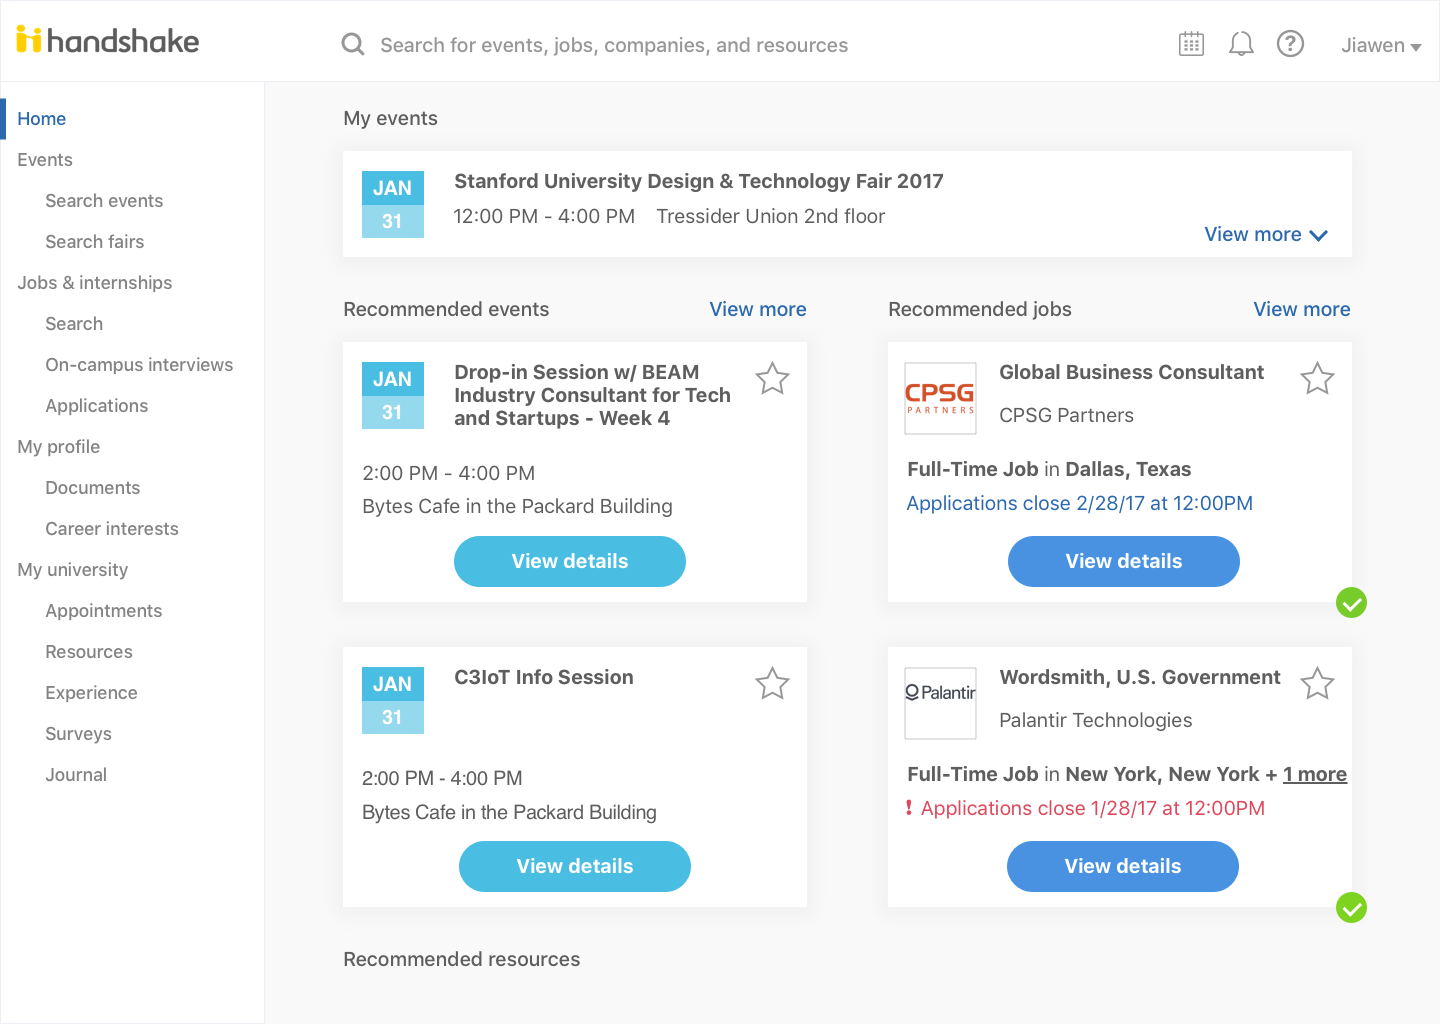 handshake
Search for events, jobs, companies, and resources
Jiawen
Home
Events
Search events
Search fairs
Jobs & internships
Search
On-campus interviews
Applications
My profile
Documents
Career interests
My university
Appointments
Resources
Experience
Surveys
Journal
My events
JAN
31
Stanford University Design & Technology Fair 2017
12:00 PM - 4:00 PM Tressider Union 2nd floor
View more
Recommended events View more
JAN
31
Drop-in Session w/ BEAM
Industry Consultant for Tech
and Startups - Week 4
2:00 PM - 4:00 PM
Bytes Cafe in the Packard Building
View details
JAN
31
C3IoT Info Session
2:00 PM - 4:00 PM
Bytes Cafe in the Packard Building
View details
Recommended jobs View more
CPSG
PARTNERS
Global Business Consultant
CPSG Partners
Full-Time Job in Dallas, Texas
Applications close 2/28/17 at 12:00PM
View details
Palantir
Wordsmith, U.S. Government
Palantir Technologies
Full-Time Job in New York, New York + 1 more
! Applications close 1/28/17 at 12:00PM
View details
Recommended resources